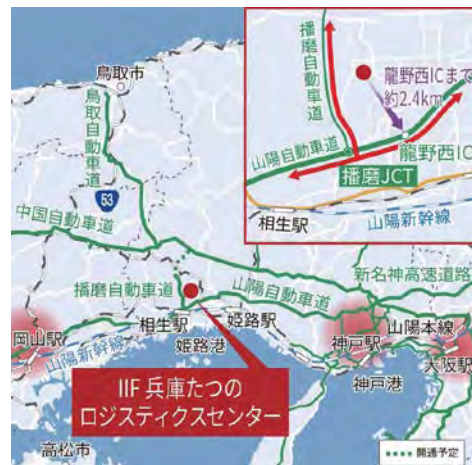 鳥取市
鳥取自動車道
53
中国自動車道
播磨自動車道
山陽自動車道
新名神高速道路
岡山駅
相生駅
姫路駅
姫路港
山陽新幹線
神戸駅
山陽本線
大阪駅
神戸港
高松市
IIF 兵庫たつの
ロジスティクスセンター
開通予定
播磨自動車道
龍野西ICまで
約2.4km
山陽自動車道
龍野西IC
播磨JCT
相生駅
山陽新幹線